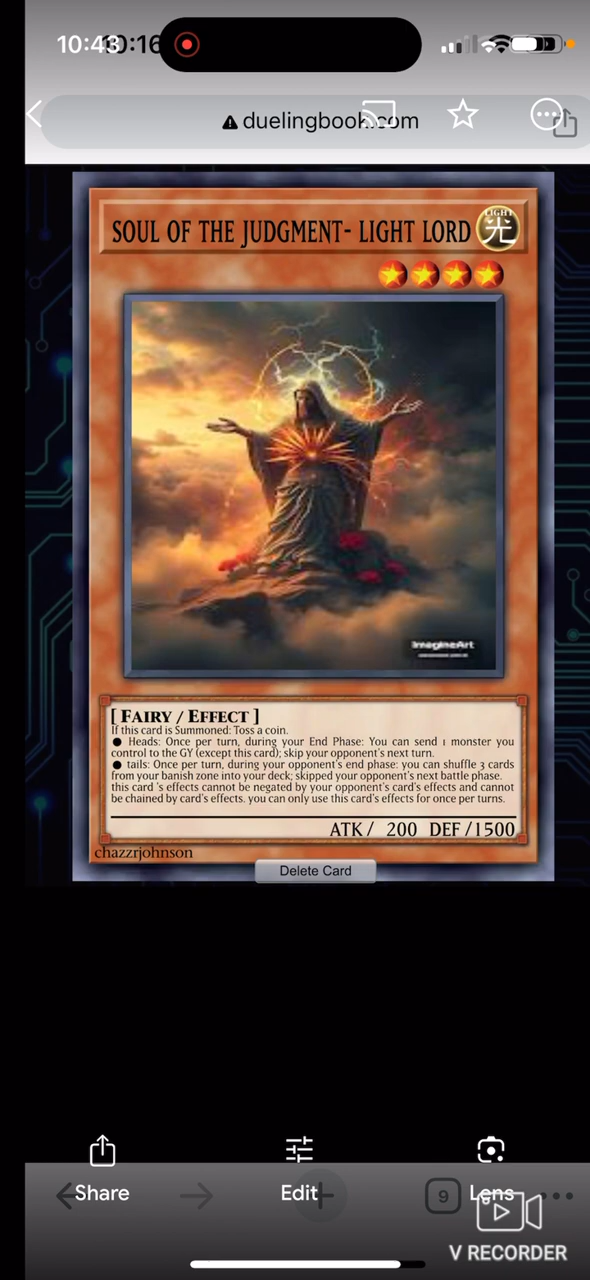 10:43
10:16
duelingbook.com
SOUL OF THE JUDGMENT- LIGHT LORD
LIGHT
光
[ FAIRY / EFFECT ]
If this card is Summoned: Toss a coin.
● Heads: Once per turn, during your End Phase: You can send 1 monster you
control to the GY (except this card); skip your opponent's next turn.
● tails: Once per turn, during your opponent's end phase: you can shuffle 3 cards
from your banish zone into your deck; skipped your opponent's next battle phase.
this card 's effects cannot be negated by your opponent's card's effects and cannot
be chained by card's effects. you can only use this card's effects for once per turns.
ATK/ 200 DEF/1500
chazzrjohnson
Delete Card
ImagineArt
Share
Edit
9
Lens
V RECORDER